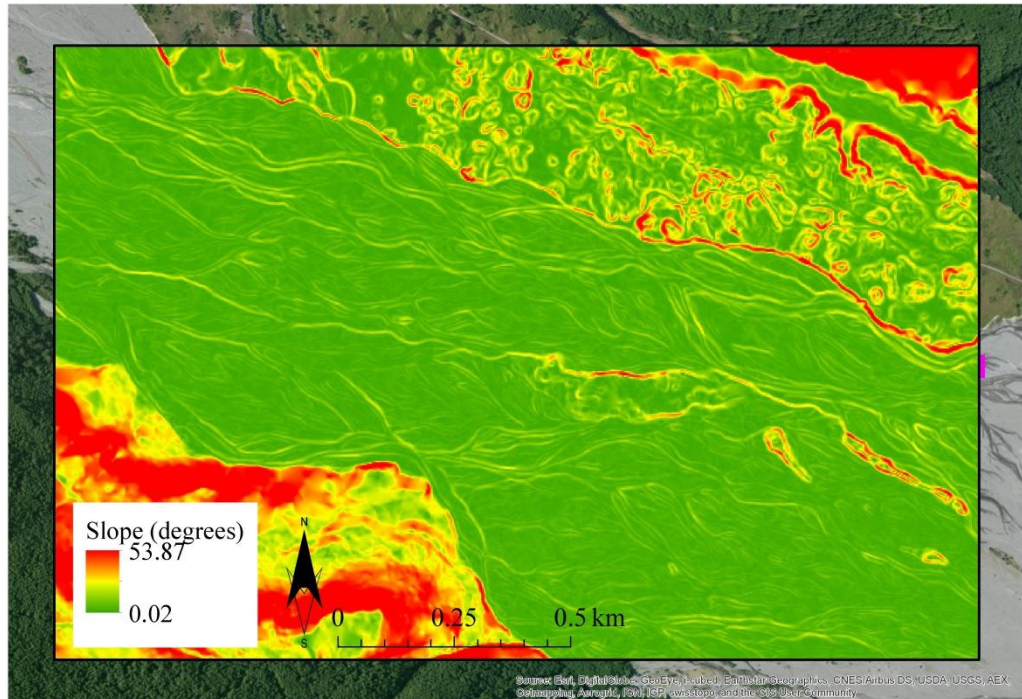 Slope (degrees)
53.87
0.02
N
S
0 0.25 0.5 km
Source: Esri, DigitalGlobe, GeoEye, i-cubed, Earthstar Geographics, CNES/Airbus DS, USDA, USGS, AEX,
Getmapping, Aerogrid, IGN, IGP, swisstopo, and the GIS User Community